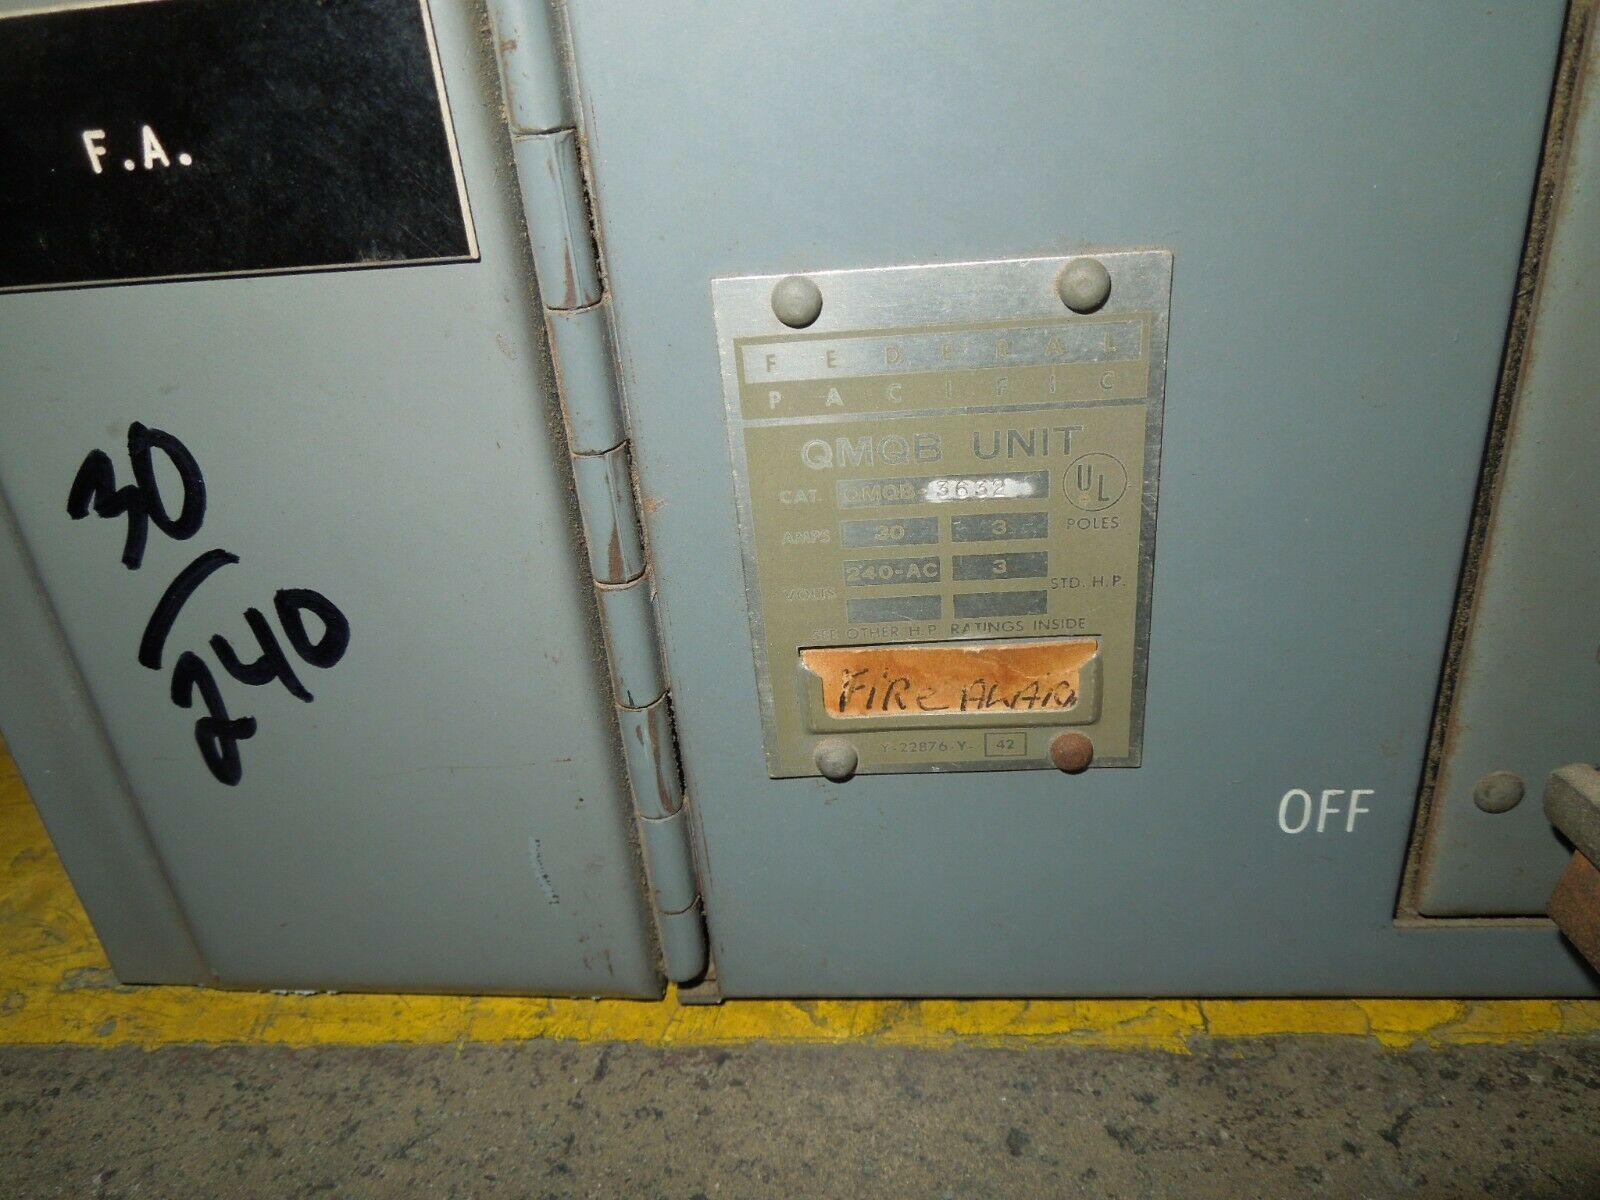 F.A.
30
240
FEDERAL
PACIFIC
QMQB UNIT
CAT. QMQB-3632
UL
AMPS 30 3 POLES
240-AC 3
VOLTS STD. H.P.
SEE OTHER H.P. RATINGS INSIDE
FiRe
Y-22876-Y- 42
OFF